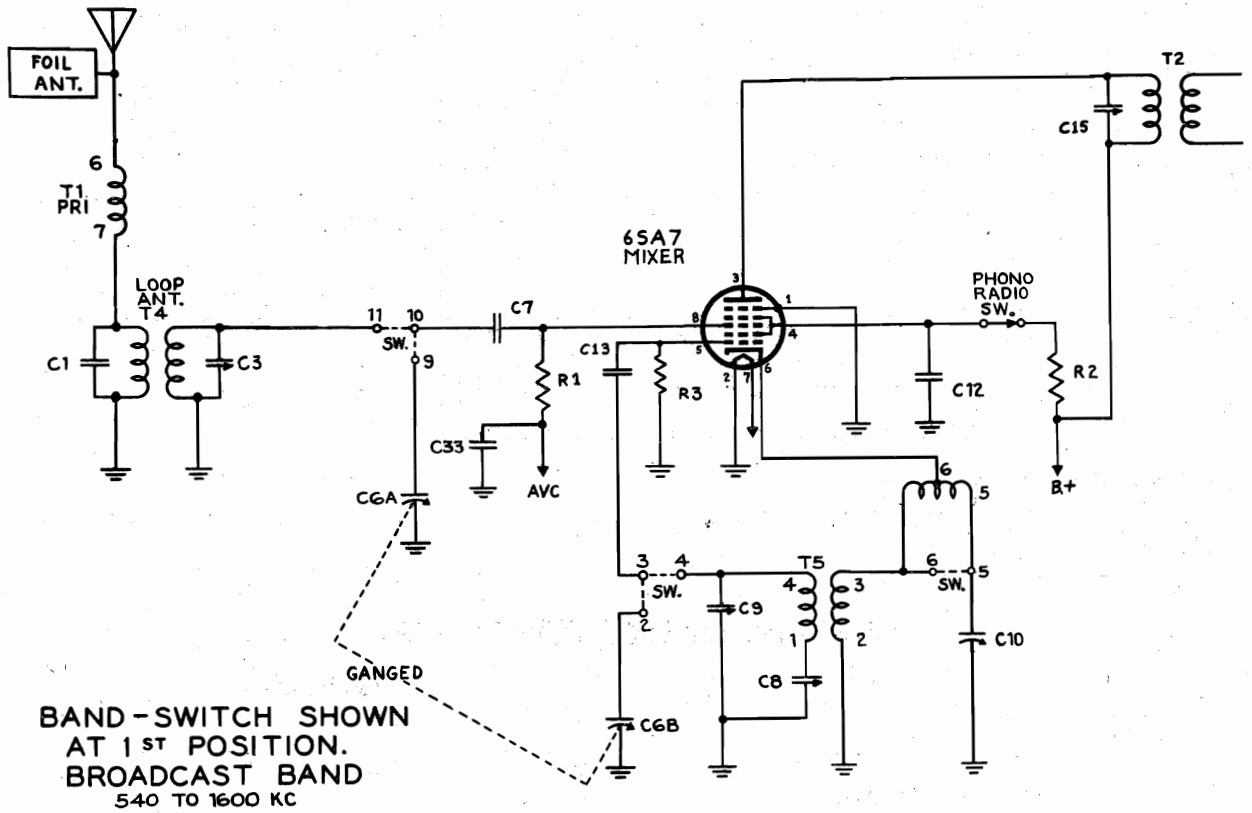 FOIL
ANT.
T2
C15
6
T1
PRI
7
6SA7
MIXER
LOOP
ANT.
T4
PHONO
RADIO
SW.
3
1
11
10
C7
8
4
SW.
C13
5
9
C1
C3
R1
R3
2
7
6
C12
R2
C33
AVC
B+
C6A
6
5
3
4
T5
6
5
SW.
4
3
SW.
2
C9
1
2
C10
GANGED
C8
C6B
BAND-SWITCH SHOWN
AT 1ST POSITION.
BROADCAST BAND
540 TO 1600 KC